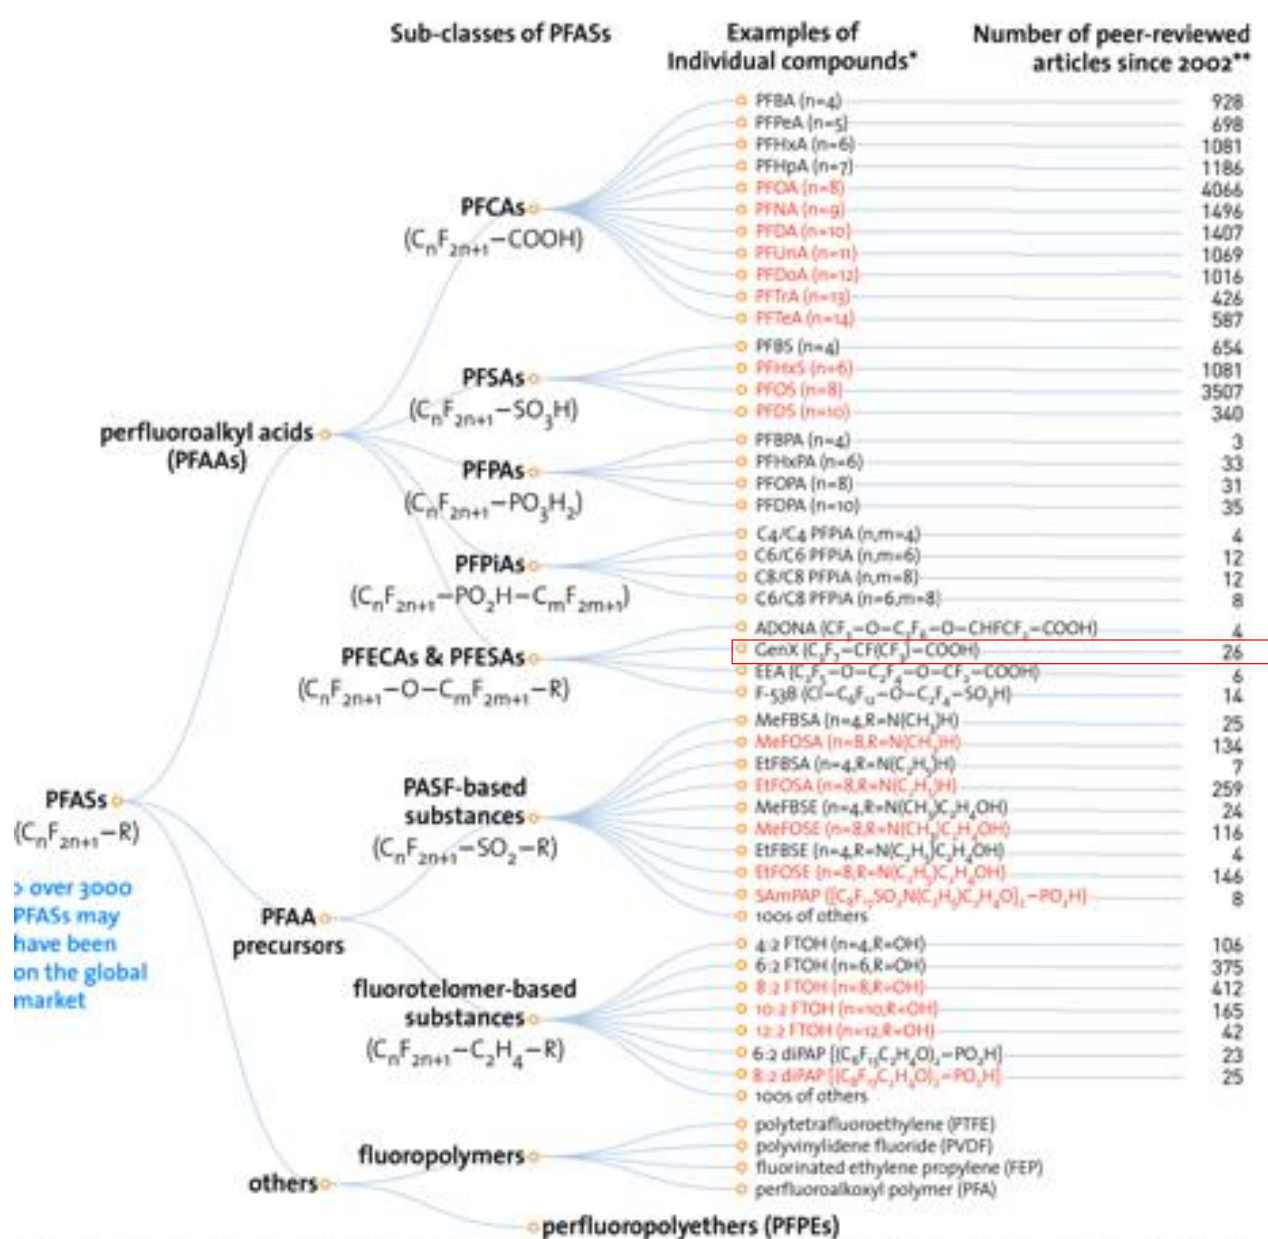 Sub-classes of PFASs
Examples of
Individual compounds*
Number of peer-reviewed
articles since 2002**
PFASs
(CₙF₂ₙ₊₁–R)
> over 3000
PFASs may
have been
on the global
market
perfluoroalkyl acids
(PFAAs)
PFCAs
(CₙF₂ₙ₊₁–COOH)
PFBA (n=4) 928
PFPeA (n=5) 698
PFHxA (n=6) 1081
PFHpA (n=7) 1186
PFOA (n=8) 4066
PFNA (n=9) 1496
PFDA (n=10) 1407
PFUnA (n=11) 1069
PFDoA (n=12) 1016
PFTrA (n=13) 426
PFTeA (n=14) 587
PFSAs
(CₙF₂ₙ₊₁–SO₃H)
PFBS (n=4) 654
PFHxS (n=6) 1081
PFOS (n=8) 3507
PFDS (n=10) 340
PFPAs
(CₙF₂ₙ₊₁–PO₃H₂)
PFBPA (n=4) 3
PFHxPA (n=6) 33
PFOPA (n=8) 31
PFDPA (n=10) 35
PFPiAs
(CₙF₂ₙ₊₁–PO₂H–CₘF₂ₘ₊₁)
C4/C4 PFPiA (n,m=4) 4
C6/C6 PFPiA (n,m=6) 12
C8/C8 PFPiA (n,m=8) 12
C6/C8 PFPiA (n=6,m=8) 8
PFECAs & PFESAs
(CₙF₂ₙ₊₁–O–CₘF₂ₘ₊₁–R)
ADONA (CF₃–O–C₃F₆–O–CHFCF₂–COOH) 4
GenX (C₃F₇–CF(CF₃)–COOH) 26
EEA (C₂F₅–O–C₂F₄–O–CF₂–COOH) 6
F-53B (Cl–C₆F₁₂–O–C₂F₄–SO₃H) 14
PFAA
precursors
PASF-based
substances
(CₙF₂ₙ₊₁–SO₂–R)
MeFBSA (n=4,R=N(CH₃)H) 25
MeFOSA (n=8,R=N(CH₃)H) 134
EtFBSA (n=4,R=N(C₂H₅)H) 7
EtFOSA (n=8,R=N(C₂H₅)H) 259
MeFBSE (n=4,R=N(CH₃)C₂H₄OH) 24
MeFOSE (n=8,R=N(CH₃)C₂H₄OH) 116
EtFBSE (n=4,R=N(C₂H₅)C₂H₄OH) 4
EtFOSE (n=8,R=N(C₂H₅)C₂H₄OH) 146
SAmPAP {[C₈F₁₇SO₂N(C₂H₅)C₂H₄O]₂–PO₂H} 8
100s of others
fluorotelomer-based
substances
(CₙF₂ₙ₊₁–C₂H₄–R)
4:2 FTOH (n=4,R=OH) 106
6:2 FTOH (n=6,R=OH) 375
8:2 FTOH (n=8,R=OH) 412
10:2 FTOH (n=10,R=OH) 165
12:2 FTOH (n=12,R=OH) 42
6:2 diPAP [(C₆F₁₃C₂H₄O)₂–PO₂H] 23
8:2 diPAP [(C₈F₁₇C₂H₄O)₂–PO₂H] 25
100s of others
others
fluoropolymers
polytetrafluoroethylene (PTFE)
polyvinylidene fluoride (PVDF)
fluorinated ethylene propylene (FEP)
perfluoroalkoxyl polymer (PFA)
perfluoropolyethers (PFPEs)